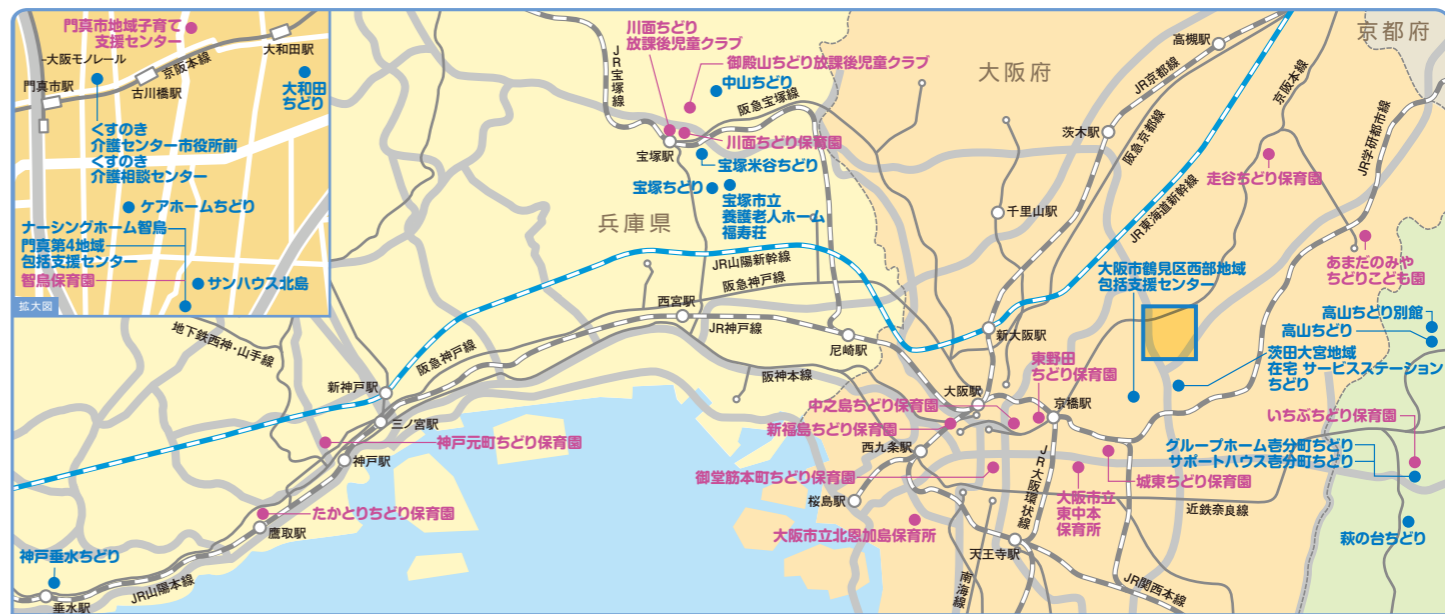 門真市地域子育て
支援センター
大阪モノレール
大和田駅
京阪本線
門真市駅
古川橋駅
大和田
ちどり
くすのき
介護センター市役所前
くすのき
介護相談センター
ケアホームちどり
ナーシングホーム智鳥
門真第4地域
包括支援センター
智鳥保育園
サンハウス北島
拡大図
川面ちどり
放課後児童クラブ
御殿山ちどり放課後児童クラブ
中山ちどり
JR宝塚線
阪急宝塚線
川面ちどり保育園
宝塚駅
宝塚米谷ちどり
宝塚ちどり
宝塚市立
養護老人ホーム
福寿荘
兵庫県
大阪府
京都府
高槻駅
JR京都線
京阪本線
茨木駅
阪急京都線
JR学研都市線
走谷ちどり保育園
千里山駅
JR東海道新幹線
あまだのみや
ちどりこども園
JR山陽新幹線
阪急神戸線
大阪市鶴見区西部地域
包括支援センター
西宮駅
JR神戸線
高山ちどり別館
高山ちどり
新大阪駅
尼崎駅
茨田大宮地域
在宅 サービスステーション
ちどり
地下鉄西神・山手線
阪急神戸線
新神戸駅
阪神本線
東野田
ちどり保育園
大阪駅
京橋駅
中之島ちどり保育園
新福島ちどり保育園
いちぶちどり保育園
三ノ宮駅
神戸元町ちどり保育園
神戸駅
西九条駅
グループホーム壱分町ちどり
サポートハウス壱分町ちどり
御堂筋本町ちどり保育園
JR大阪環状線
城東ちどり保育園
桜島駅
大阪市立
東中本
保育所
近鉄奈良線
たかとりちどり保育園
鷹取駅
大阪市立北恩加島保育所
萩の台ちどり
天王寺駅
神戸垂水ちどり
南海線
JR関西本線
JR山陽本線
垂水駅